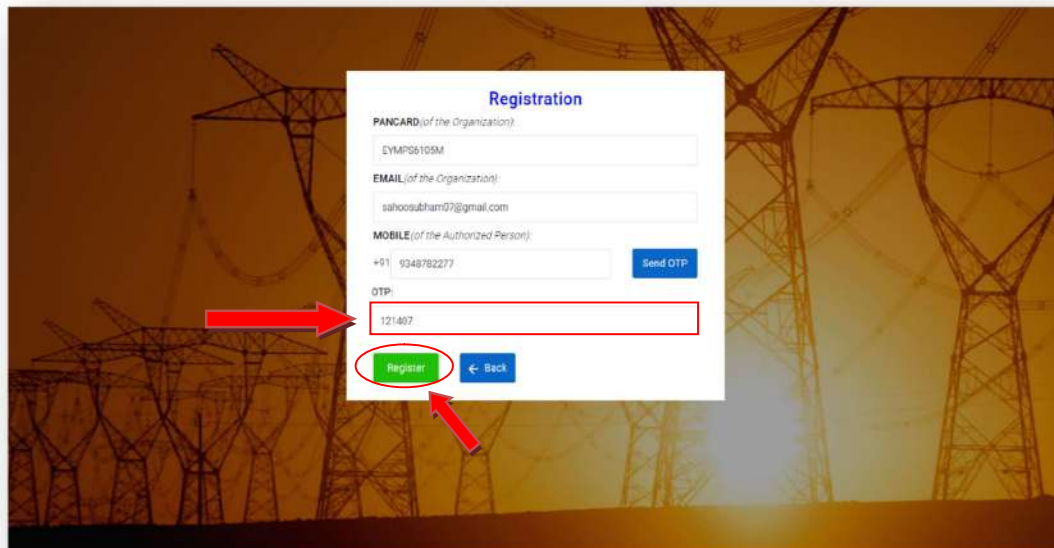 Registration
PANCARD(of the Organization):
EYMPS6105M
EMAIL(of the Organization):
sahoosubham07@gmail.com
MOBILE(of the Authorized Person):
+91 9348782277 Send OTP
OTP:
121407
Register ← Back